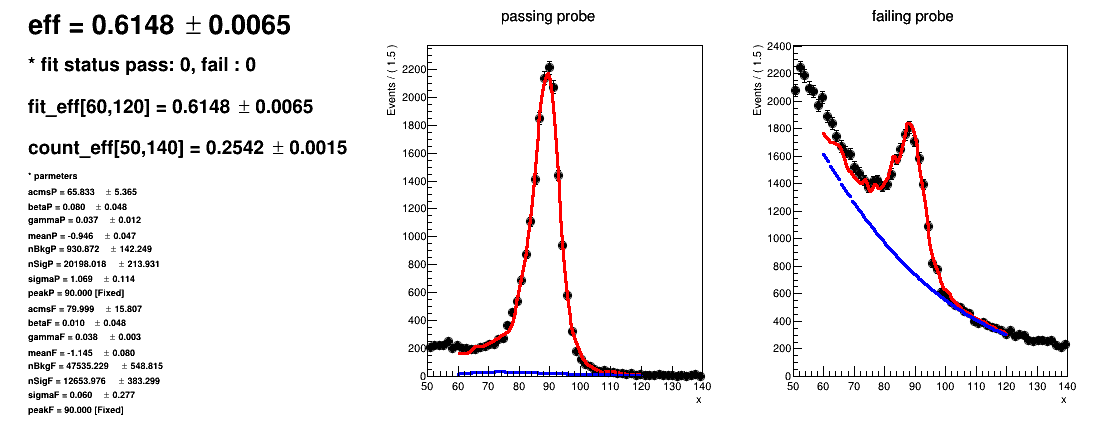 eff = 0.6148 ± 0.0065
* fit status pass: 0, fail : 0
fit_eff[60,120] = 0.6148 ± 0.0065
count_eff[50,140] = 0.2542 ± 0.0015
* parmeters
acmsP = 65.833 ± 5.365
betaP = 0.080 ± 0.048
gammaP = 0.037 ± 0.012
meanP = -0.946 ± 0.047
nBkgP = 930.872 ± 142.249
nSigP = 20198.018 ± 213.931
sigmaP = 1.069 ± 0.114
peakP = 90.000 [Fixed]
acmsF = 79.999 ± 15.807
betaF = 0.010 ± 0.048
gammaF = 0.038 ± 0.003
meanF = -1.145 ± 0.080
nBkgF = 47535.229 ± 548.815
nSigF = 12653.976 ± 383.299
sigmaF = 0.060 ± 0.277
peakF = 90.000 [Fixed]
passing probe
Events / ( 1.5 )
2200
2000
1800
1600
1400
1200
1000
800
600
400
200
0
50 60 70 80 90 100 110 120 130 140
x
failing probe
Events / ( 1.5 )
2400
2200
2000
1800
1600
1400
1200
1000
800
600
400
200
0
50 60 70 80 90 100 110 120 130 140
x